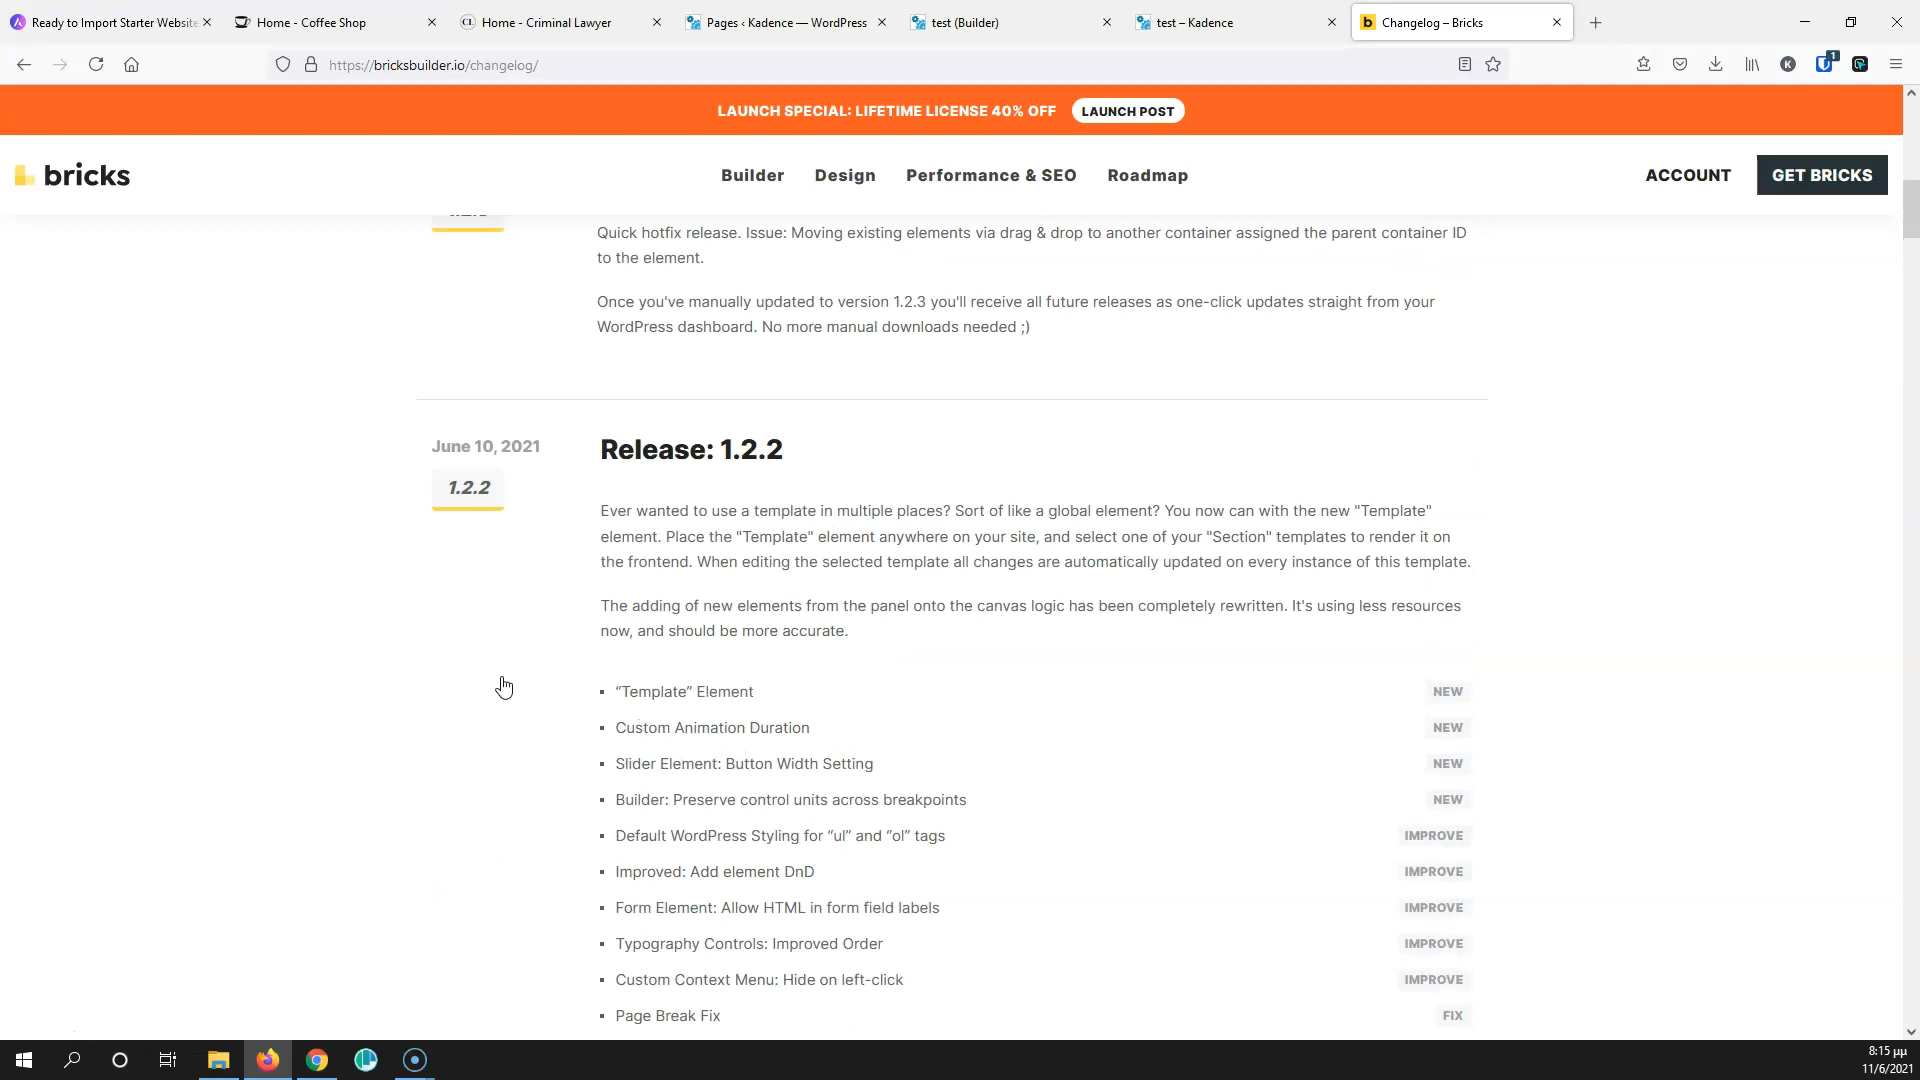 Ready to Import Starter Website
Home - Coffee Shop
Home - Criminal Lawyer
Pages ‹ Kadence — WordPress
test (Builder)
test – Kadence
Changelog – Bricks
https://bricksbuilder.io/changelog/
LAUNCH SPECIAL: LIFETIME LICENSE 40% OFF
LAUNCH POST
bricks
Builder
Design
Performance & SEO
Roadmap
ACCOUNT
GET BRICKS
Quick hotfix release. Issue: Moving existing elements via drag & drop to another container assigned the parent container ID
to the element.
Once you've manually updated to version 1.2.3 you'll receive all future releases as one-click updates straight from your
WordPress dashboard. No more manual downloads needed ;)
June 10, 2021
1.2.2
Release: 1.2.2
Ever wanted to use a template in multiple places? Sort of like a global element? You now can with the new "Template"
element. Place the "Template" element anywhere on your site, and select one of your "Section" templates to render it on
the frontend. When editing the selected template all changes are automatically updated on every instance of this template.
The adding of new elements from the panel onto the canvas logic has been completely rewritten. It's using less resources
now, and should be more accurate.
“Template” Element NEW
Custom Animation Duration NEW
Slider Element: Button Width Setting NEW
Builder: Preserve control units across breakpoints NEW
Default WordPress Styling for “ul” and “ol” tags IMPROVE
Improved: Add element DnD IMPROVE
Form Element: Allow HTML in form field labels IMPROVE
Typography Controls: Improved Order IMPROVE
Custom Context Menu: Hide on left-click IMPROVE
Page Break Fix FIX
8:15 μμ
11/6/2021